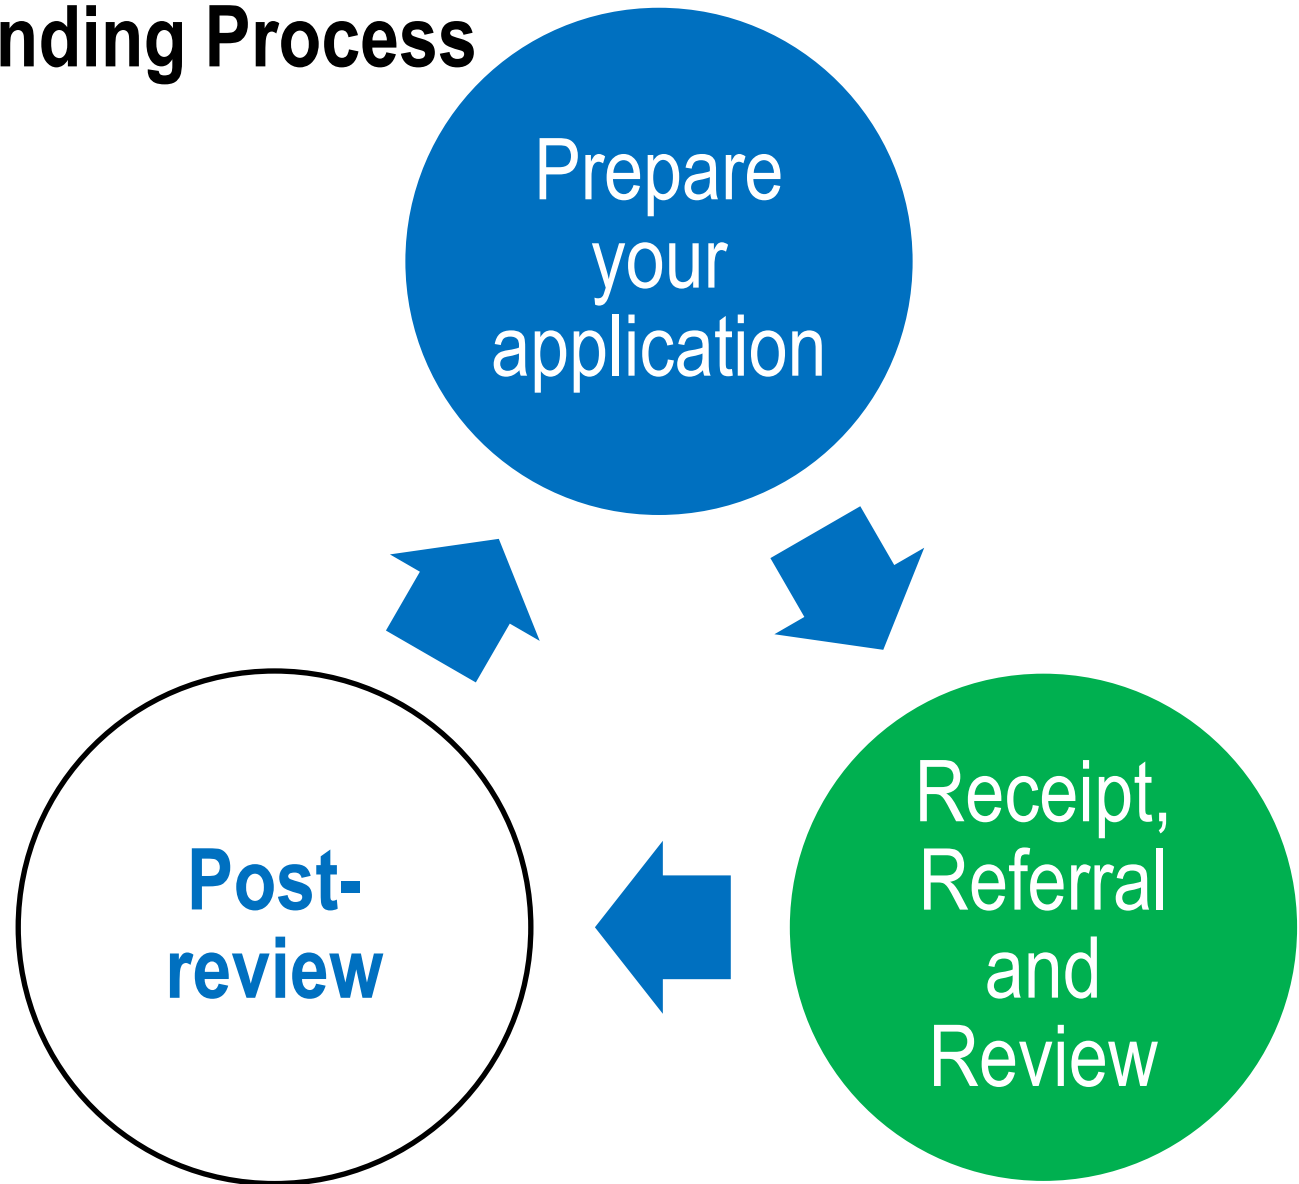 nding Process
Prepare
your
application
Receipt,
Referral
and
Review
Post-
review